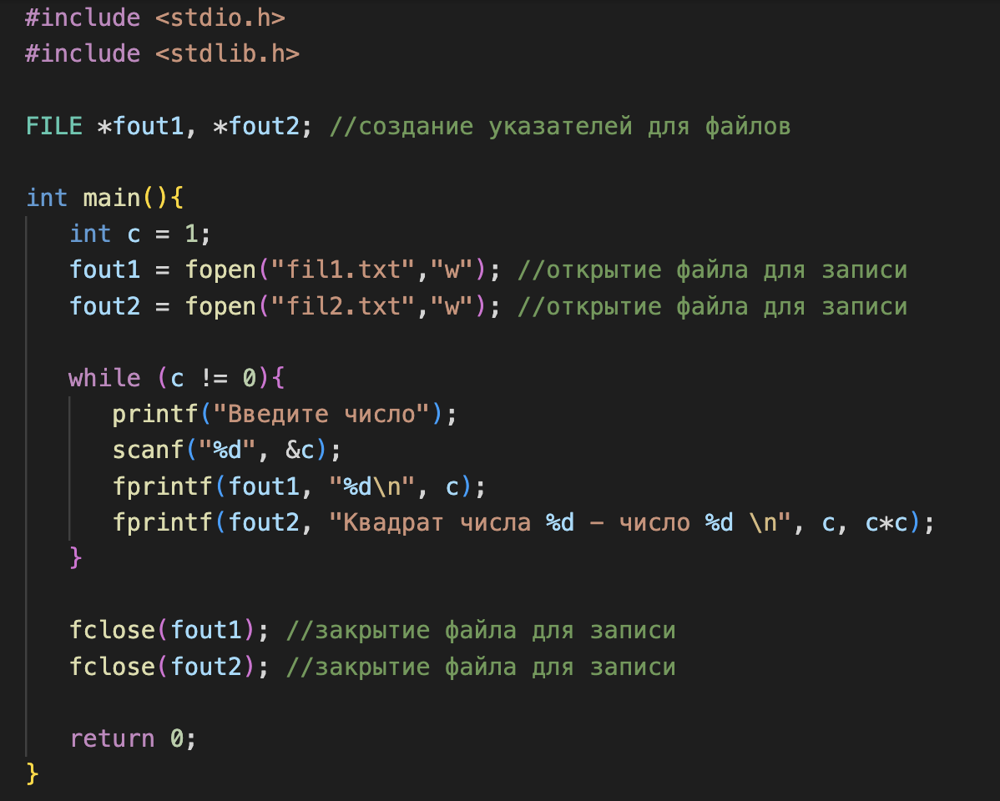 #include <stdio.h>
#include <stdlib.h>
FILE *fout1, *fout2; //создание указателей для файлов
int main(){
int c = 1;
fout1 = fopen("fil1.txt","w"); //открытие файла для записи
fout2 = fopen("fil2.txt","w"); //открытие файла для записи
while (c != 0){
printf("Введите число");
scanf("%d", &c);
fprintf(fout1, "%d\n", c);
fprintf(fout2, "Квадрат числа %d – число %d \n", c, c*c);
}
fclose(fout1); //закрытие файла для записи
fclose(fout2); //закрытие файла для записи
return 0;
}